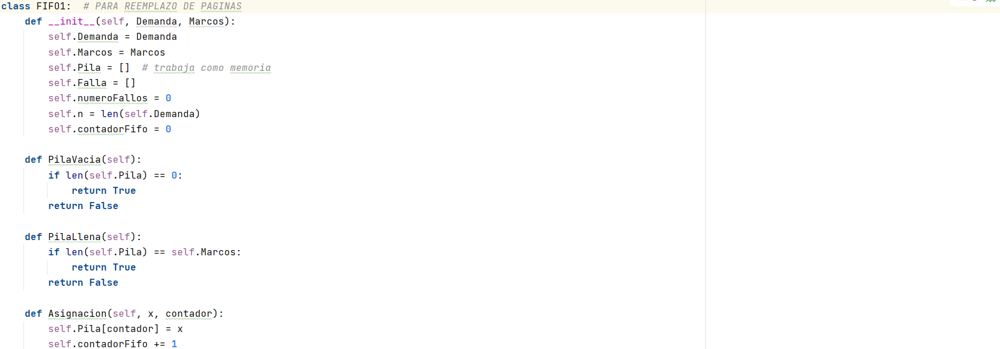 class FIFO1:  # PARA REEMPLAZO DE PAGINAS
    def __init__(self, Demanda, Marcos):
        self.Demanda = Demanda
        self.Marcos = Marcos
        self.Pila = []  # trabaja como memoria
        self.Falla = []
        self.numeroFallos = 0
        self.n = len(self.Demanda)
        self.contadorFifo = 0

    def PilaVacia(self):
        if len(self.Pila) == 0:
            return True
        return False

    def PilaLlena(self):
        if len(self.Pila) == self.Marcos:
            return True
        return False

    def Asignacion(self, x, contador):
        self.Pila[contador] = x
        self.contadorFifo += 1